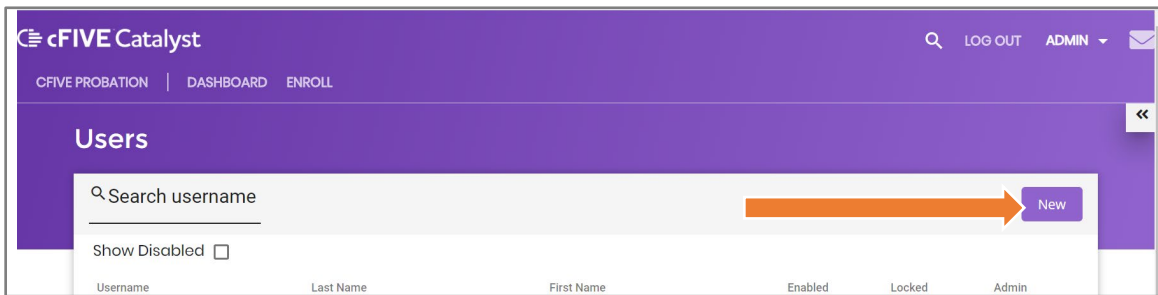 cFIVE Catalyst LOG OUT ADMIN
CFIVE PROBATION | DASHBOARD ENROLL
Users
Search username New
Show Disabled
Username Last Name First Name Enabled Locked Admin